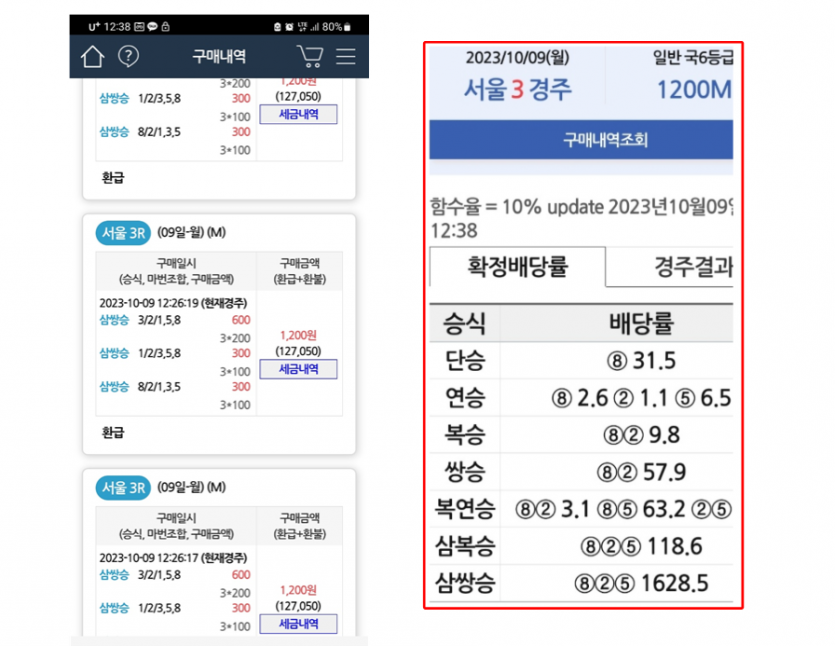 U+ 12:38
80%
구매내역
3*200
1,200원
삼쌍승 1/2/3,5,8 300
(127,050)
3*100
세금내역
삼쌍승 8/2/1,3,5 300
3*100
환급
서울 3R (09일-월) (M)
구매일시
(승식, 마번조합, 구매금액)
구매금액
(환급+환불)
2023-10-09 12:26:19 (현재경주)
삼쌍승 3/2/1,5,8 600
3*200
1,200원
삼쌍승 1/2/3,5,8 300
(127,050)
3*100
세금내역
삼쌍승 8/2/1,3,5 300
3*100
환급
서울 3R (09일-월) (M)
구매일시
(승식, 마번조합, 구매금액)
구매금액
(환급+환불)
2023-10-09 12:26:17 (현재경주)
삼쌍승 3/2/1,5,8 600
3*200
1,200원
삼쌍승 1/2/3,5,8 300
(127,050)
3*100
세금내역
2023/10/09(월) 일반 국6등급
서울 3 경주 1200M
구매내역조회
함수율 = 10% update 2023년10월09일
12:38
확정배당률 경주결과
승식 배당률
단승 ⑧ 31.5
연승 ⑧ 2.6 ② 1.1 ⑤ 6.5
복승 ⑧② 9.8
쌍승 ⑧② 57.9
복연승 ⑧② 3.1 ⑧⑤ 63.2 ②⑤
삼복승 ⑧②⑤ 118.6
삼쌍승 ⑧②⑤ 1628.5